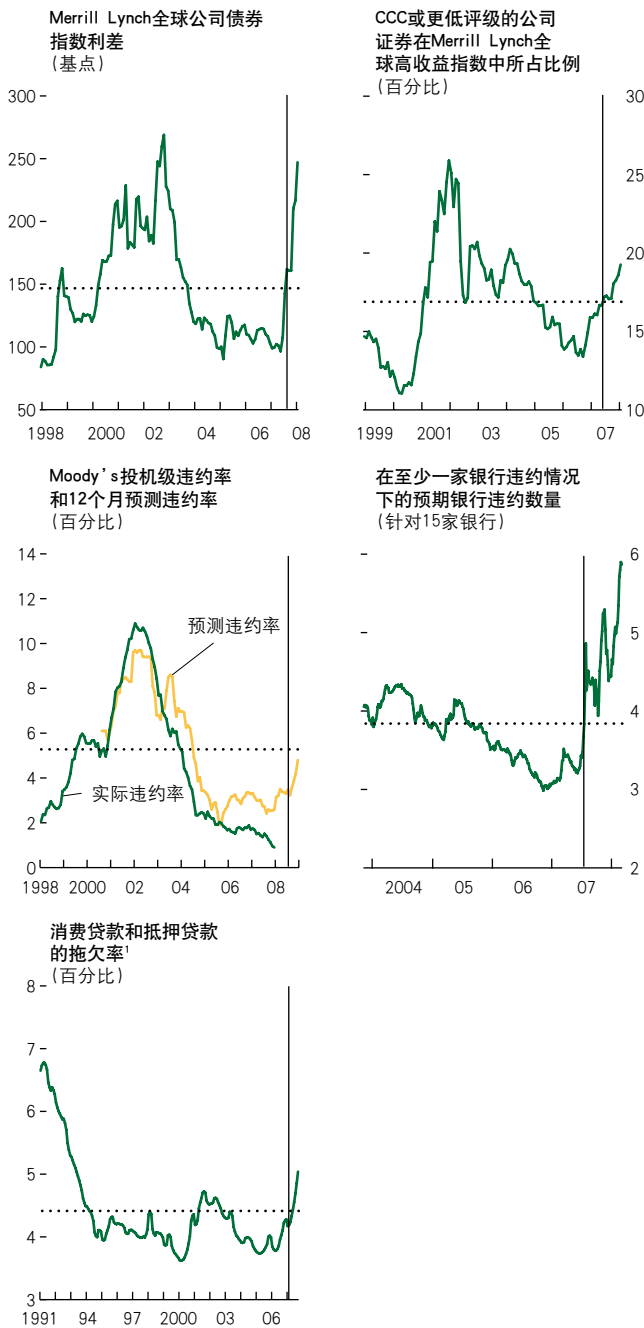 Merrill Lynch全球公司债券
指数利差
(基点)
300
250
200
150
100
50
1998 2000 02 04 06 08
CCC或更低评级的公司
证券在Merrill Lynch全
球高收益指数中所占比例
(百分比)
30
25
20
15
10
1999 2001 03 05 07
Moody's投机级违约率
和12个月预测违约率
(百分比)
14
12
10
8
6
4
2
0
预测违约率
实际违约率
1998 2000 02 04 06 08
在至少一家银行违约情况
下的预期银行违约数量
(针对15家银行)
6
5
4
3
2
2004 05 06 07
消费贷款和抵押贷款
的拖欠率¹
(百分比)
8
7
6
5
4
3
1991 94 97 2000 03 06